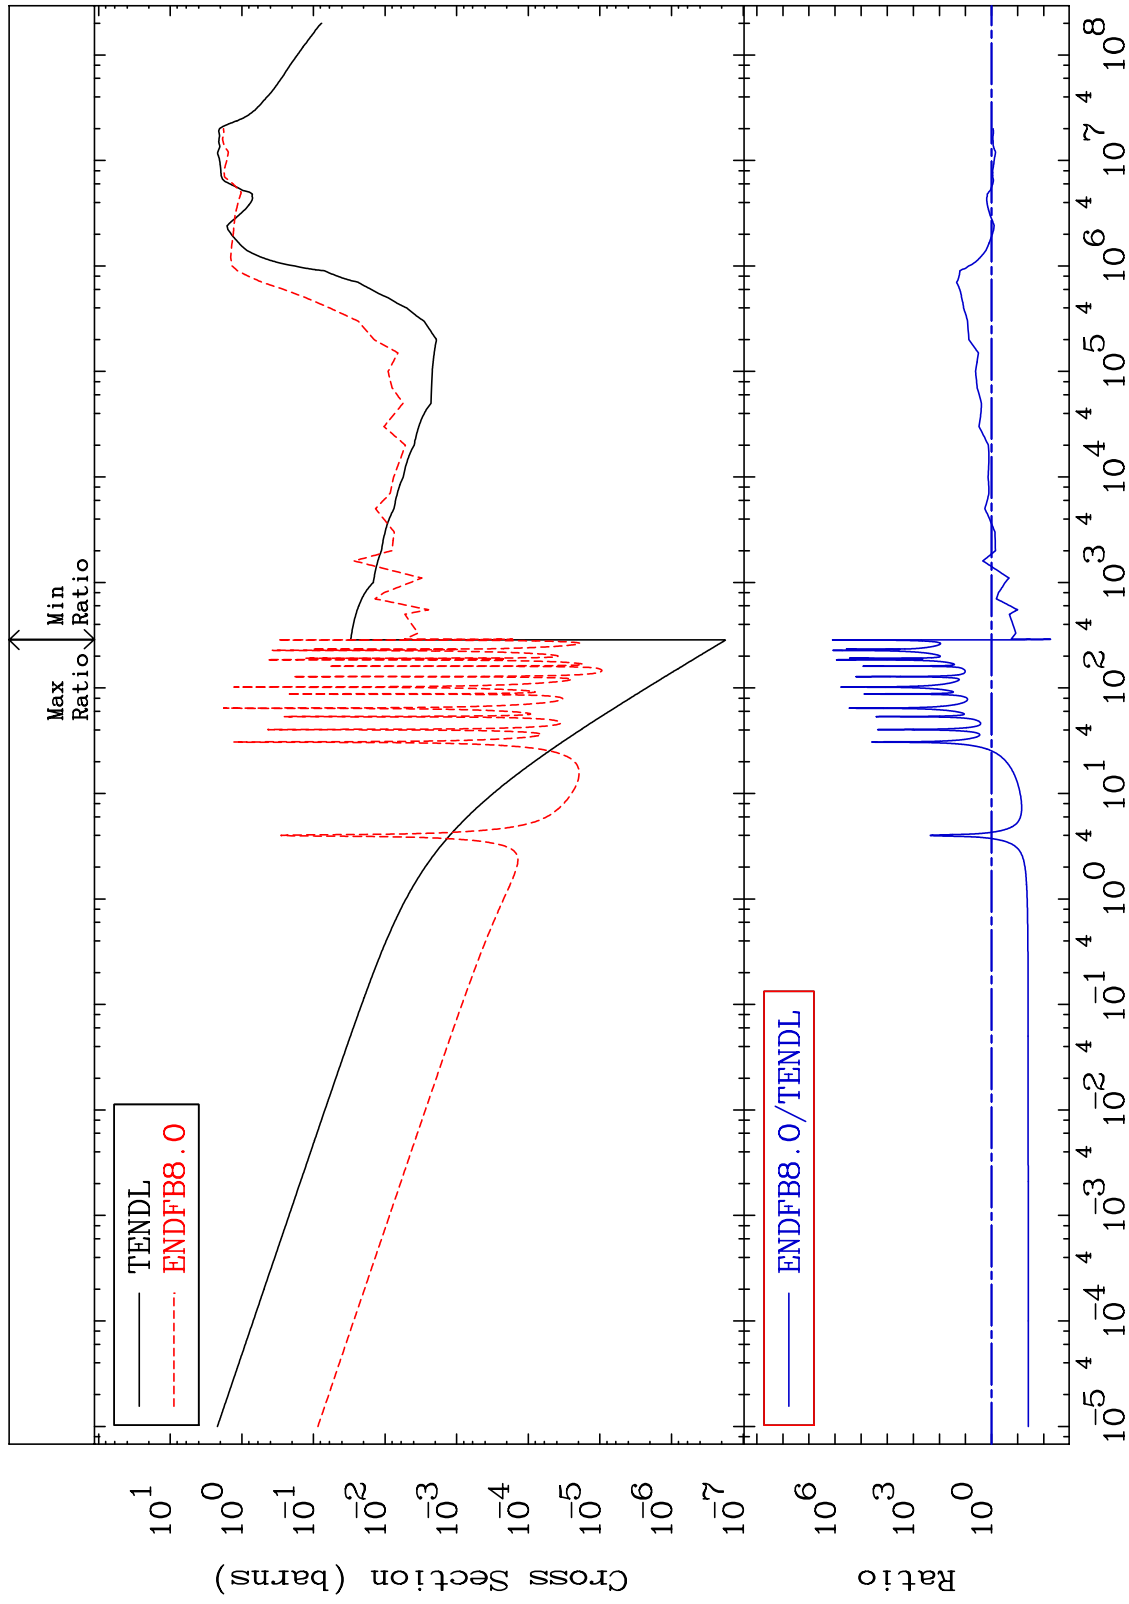 Max
Ratio
Min
Ratio
Cross Section (barns)
10^1
10^0
10^-1
10^-2
10^-3
10^-4
10^-5
10^-6
10^-7
TENDL
ENDFB8.0
Ratio
10^6
10^3
10^0
ENDFB8.0/TENDL
10^-5 4 10^-4 4 10^-3 4 10^-2 4 10^-1 4 10^0 4 10^1 4 10^2 4 10^3 4 10^4 4 10^5 4 10^6 4 10^7 4 10^8